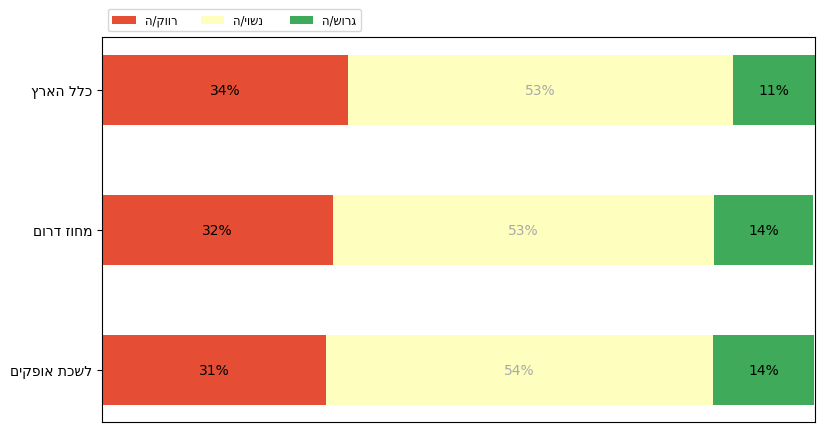 רווק/ה נשוי/ה גרוש/ה
כלל הארץ 34% 53% 11%
מחוז דרום 32% 53% 14%
לשכת אופקים 31% 54% 14%